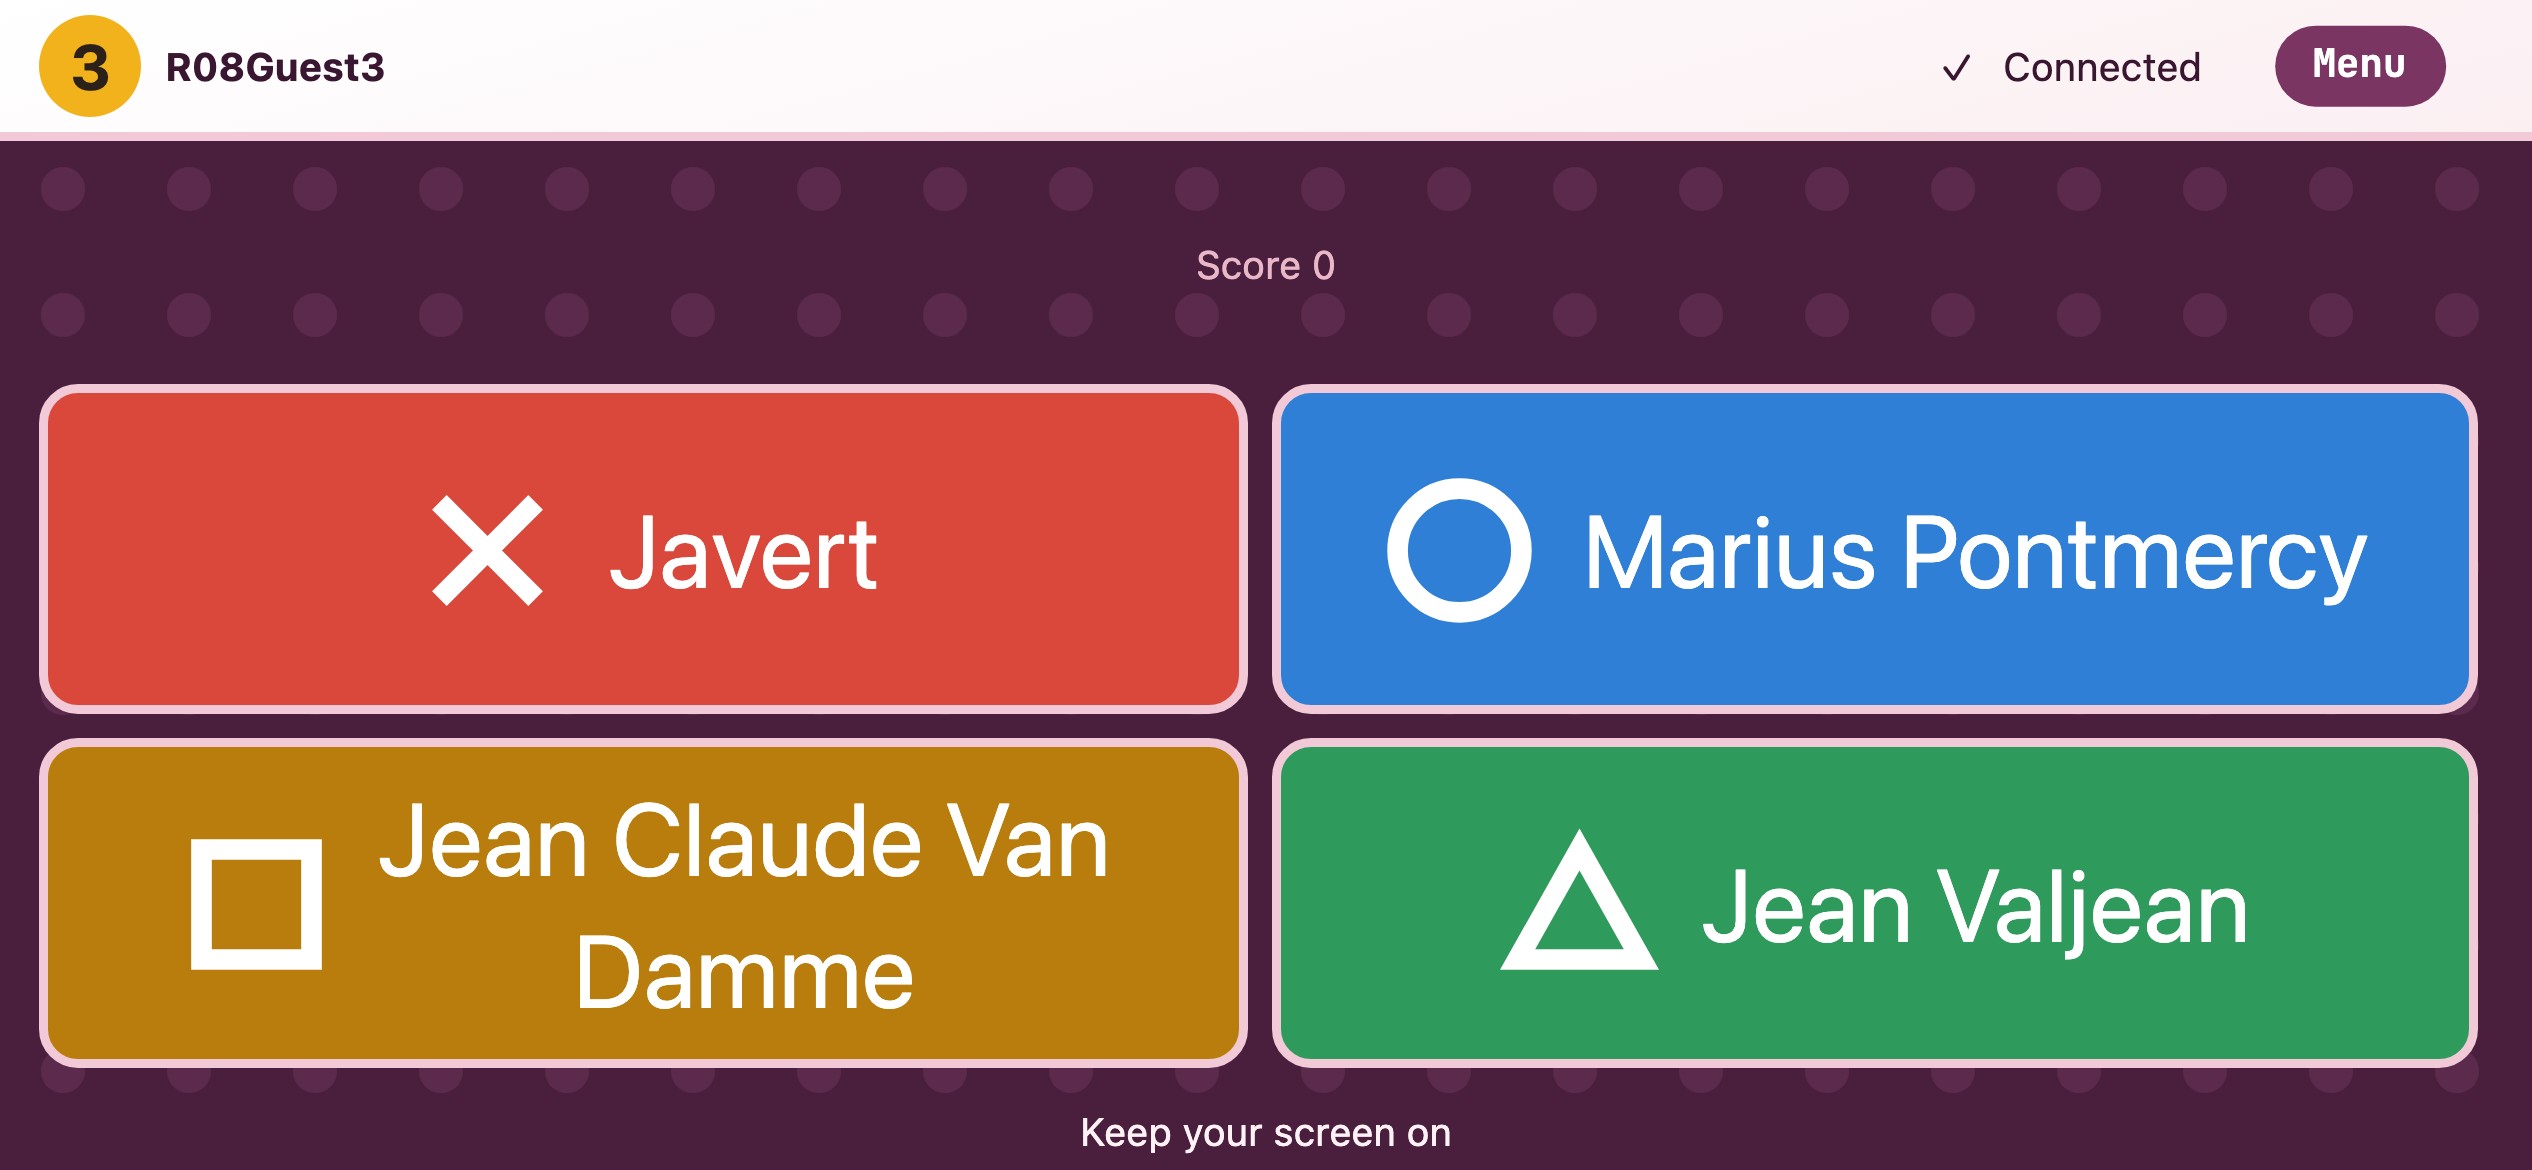 3 R08Guest3 ✓ Connected Menu
Score 0
Javert
Marius Pontmercy
Jean Claude Van
Damme
Jean Valjean
Keep your screen on